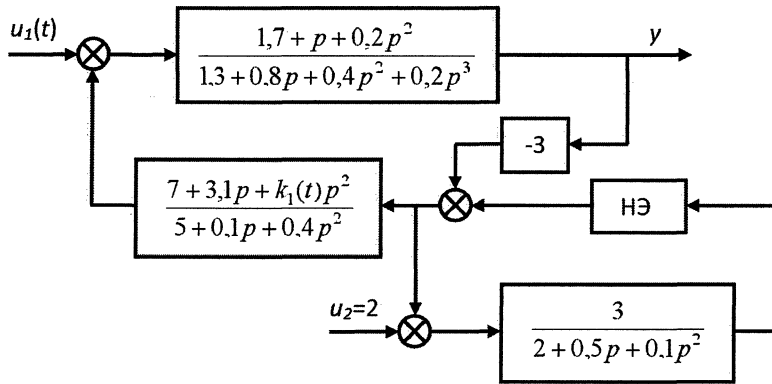 u₁(t)
1,7 + p + 0,2p²
1,3 + 0,8p + 0,4p² + 0,2p³
y
-3
7 + 3,1p + k₁(t)p²
5 + 0,1p + 0,4p²
НЭ
u₂=2
3
2 + 0,5p + 0,1p²